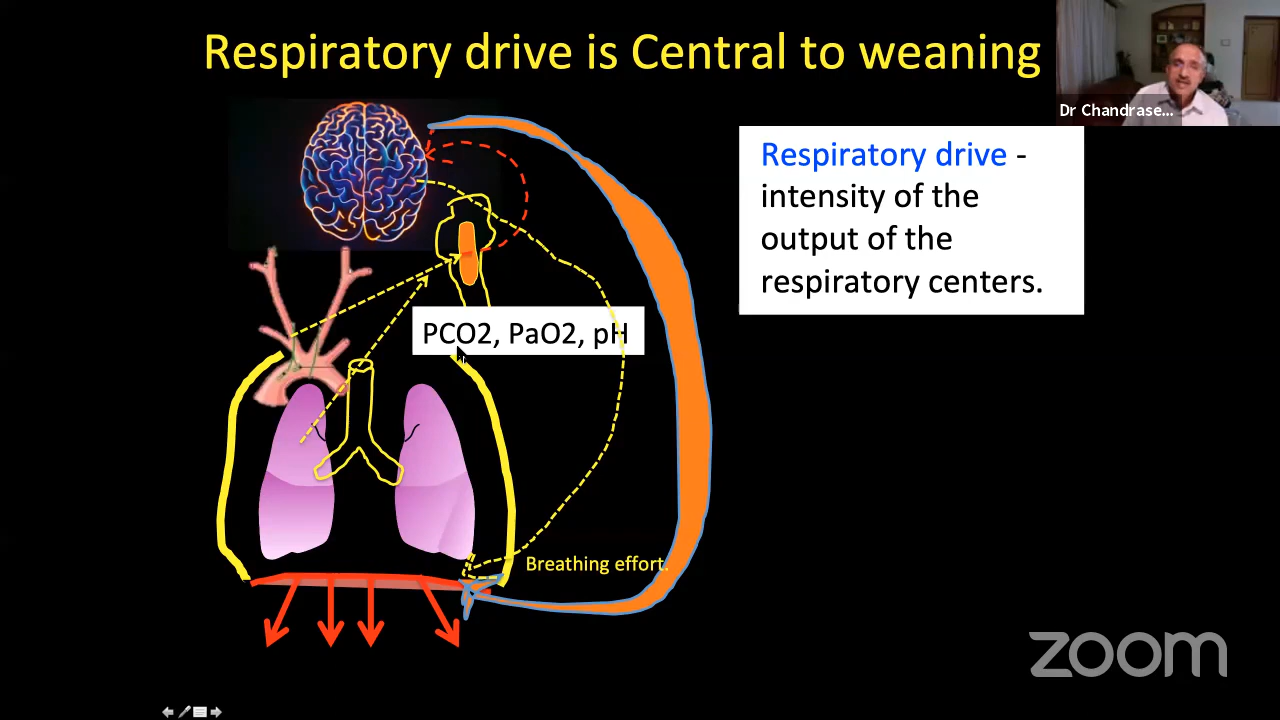 Respiratory drive is Central to weaning
Dr Chandrase...
Respiratory drive -
intensity of the
output of the
respiratory centers.
PCO2, PaO2, pH
Breathing effort.
zoom